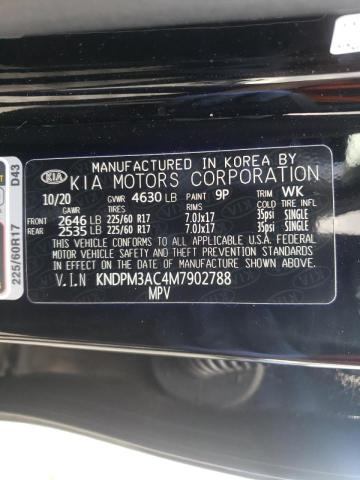 MANUFACTURED IN KOREA BY
KIA KIA MOTORS CORPORATION
10/20 GVWR 4630 LB PAINT 9P TRIM WK
GAWR TIRES RIMS COLD TIRE INFL
FRONT 2646 LB 225/60 R17 7.0Jx17 35psi SINGLE
REAR 2535 LB 225/60 R17 7.0Jx17 35psi SINGLE
THIS VEHICLE CONFORMS TO ALL APPLICABLE U.S.A. FEDERAL
MOTOR VEHICLE SAFETY AND THEFT PREVENTION STANDARDS
IN EFFECT ON THE DATE OF MANUFACTURE SHOWN ABOVE.
V.I.N KNDPM3AC4M7902788
MPV
D43
225/60R17